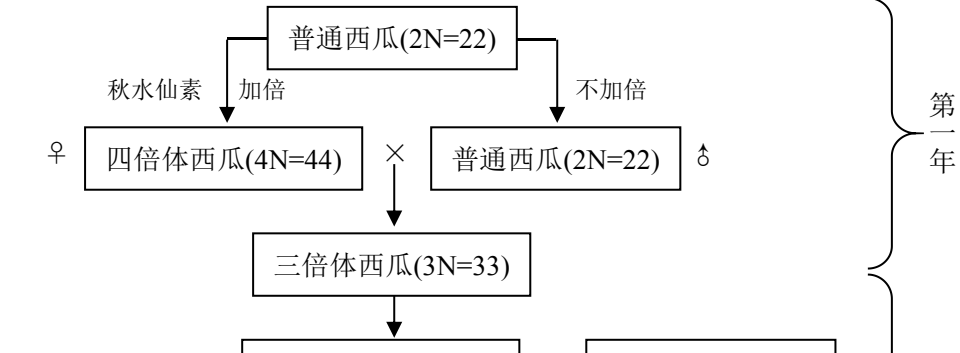 普通西瓜(2N=22)
秋水仙素 加倍 不加倍
♀ 四倍体西瓜(4N=44) × 普通西瓜(2N=22) ♂
三倍体西瓜(3N=33)
第一年